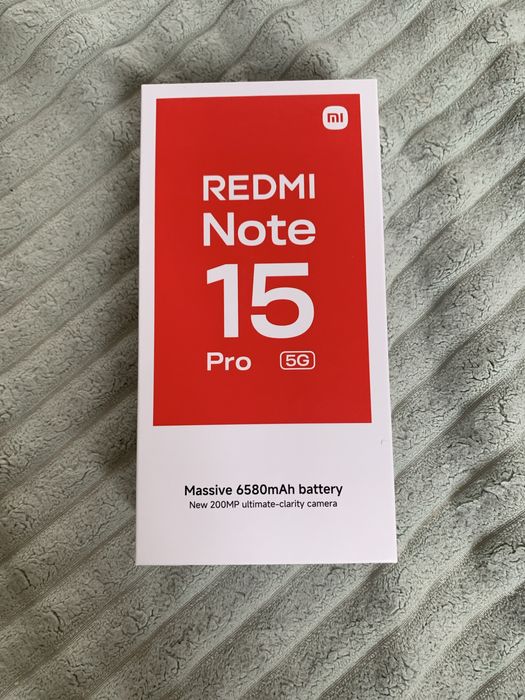 mi
REDMI
Note
15
Pro 5G
Massive 6580mAh battery
New 200MP ultimate-clarity camera